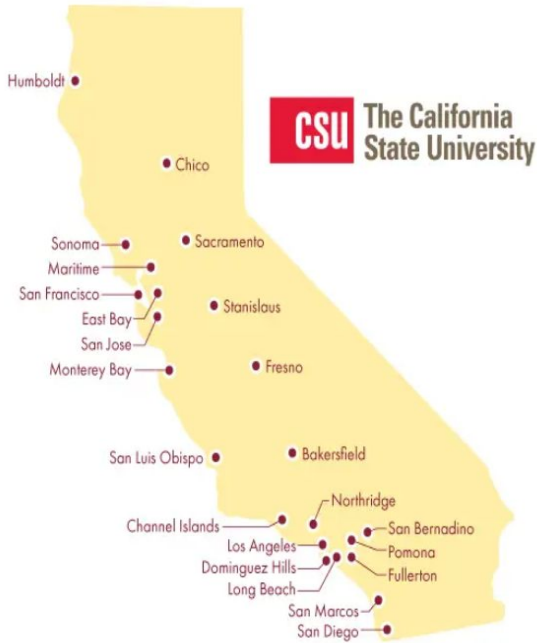 Humboldt
CSU
The California
State University
Chico
Sonoma
Sacramento
Maritime
San Francisco
Stanislaus
East Bay
San Jose
Monterey Bay
Fresno
San Luis Obispo
Bakersfield
Northridge
Channel Islands
San Bernadino
Los Angeles
Pomona
Dominguez Hills
Fullerton
Long Beach
San Marcos
San Diego